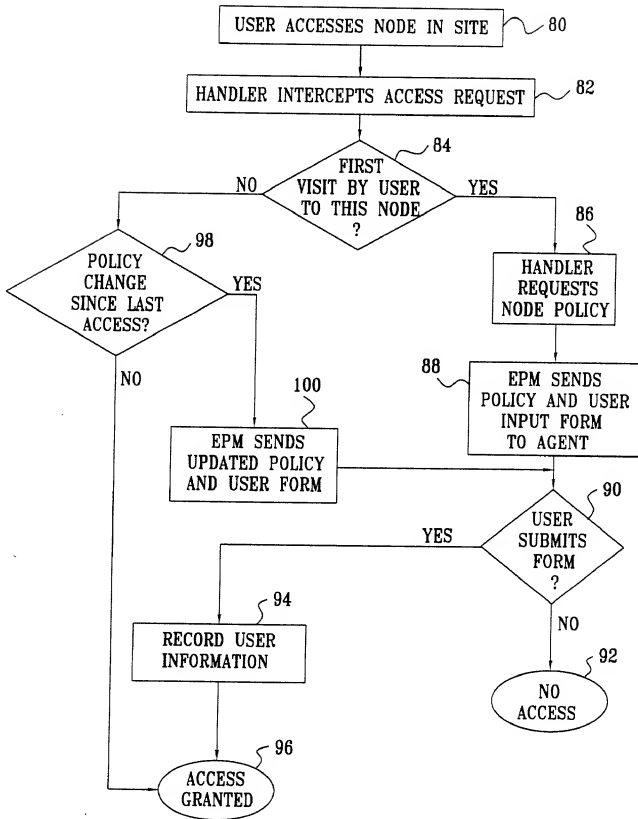 USER ACCESSES NODE IN SITE
80
HANDLER INTERCEPTS ACCESS REQUEST
82
84
FIRST
VISIT BY USER
TO THIS NODE
?
NO
YES
86
HANDLER
REQUESTS
NODE POLICY
98
POLICY
CHANGE
SINCE LAST
ACCESS?
YES
NO
88
EPM SENDS
POLICY AND USER
INPUT FORM
TO AGENT
100
EPM SENDS
UPDATED POLICY
AND USER FORM
90
USER
SUBMITS
FORM
?
YES
NO
94
RECORD USER
INFORMATION
92
NO
ACCESS
96
ACCESS
GRANTED